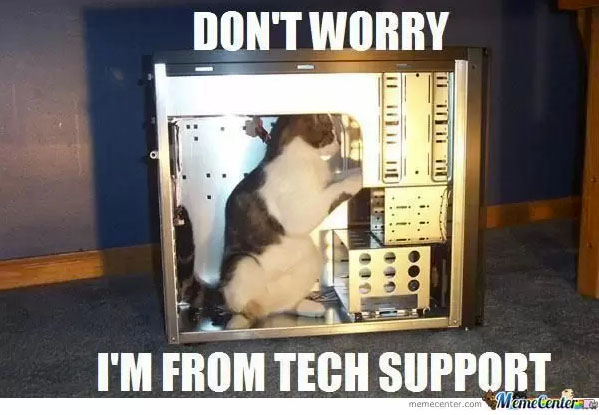 DON'T WORRY
I'M FROM TECH SUPPORT
memecenter.com MemeCenter